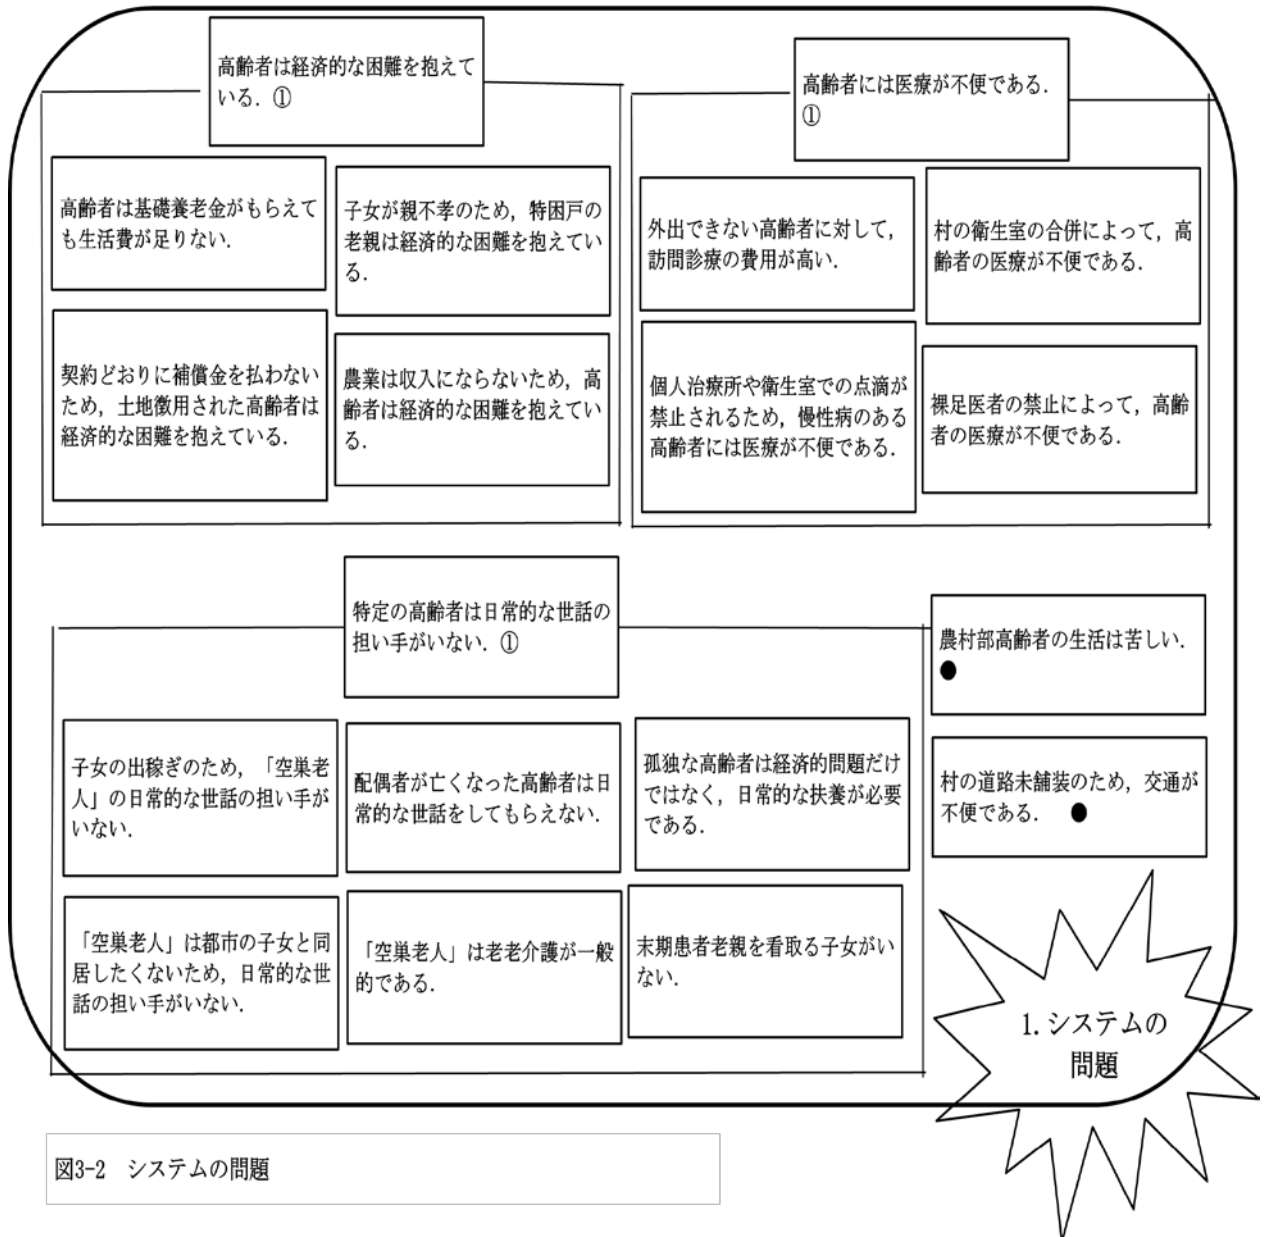 高齢者は経済的な困難を抱えて
いる．①
高齢者は基礎養老金がもらえて
も生活費が足りない．
子女が親不孝のため，特困戸の
老親は経済的な困難を抱えてい
る．
契約どおりに補償金を払わない
ため，土地徴用された高齢者は
経済的な困難を抱えている．
農業は収入にならないため，高
齢者は経済的な困難を抱えてい
る．
高齢者には医療が不便である．
①
外出できない高齢者に対して，
訪問診療の費用が高い．
村の衛生室の合併によって，高
齢者の医療が不便である．
個人治療所や衛生室での点滴が
禁止されるため，慢性病のある
高齢者には医療が不便である．
裸足医者の禁止によって，高齢
者の医療が不便である．
特定の高齢者は日常的な世話の
担い手がいない．①
子女の出稼ぎのため，「空巣老
人」の日常的な世話の担い手が
いない．
配偶者が亡くなった高齢者は日
常的な世話をしてもらえない．
孤独な高齢者は経済的問題だけ
ではなく，日常的な扶養が必要
である．
「空巣老人」は都市の子女と同
居したくないため，日常的な世
話の担い手がいない．
「空巣老人」は老老介護が一般
的である．
末期患者老親を看取る子女がい
ない．
農村部高齢者の生活は苦しい．
●
村の道路未舗装のため，交通が
不便である．　●
1. システムの
問題
図3-2　システムの問題